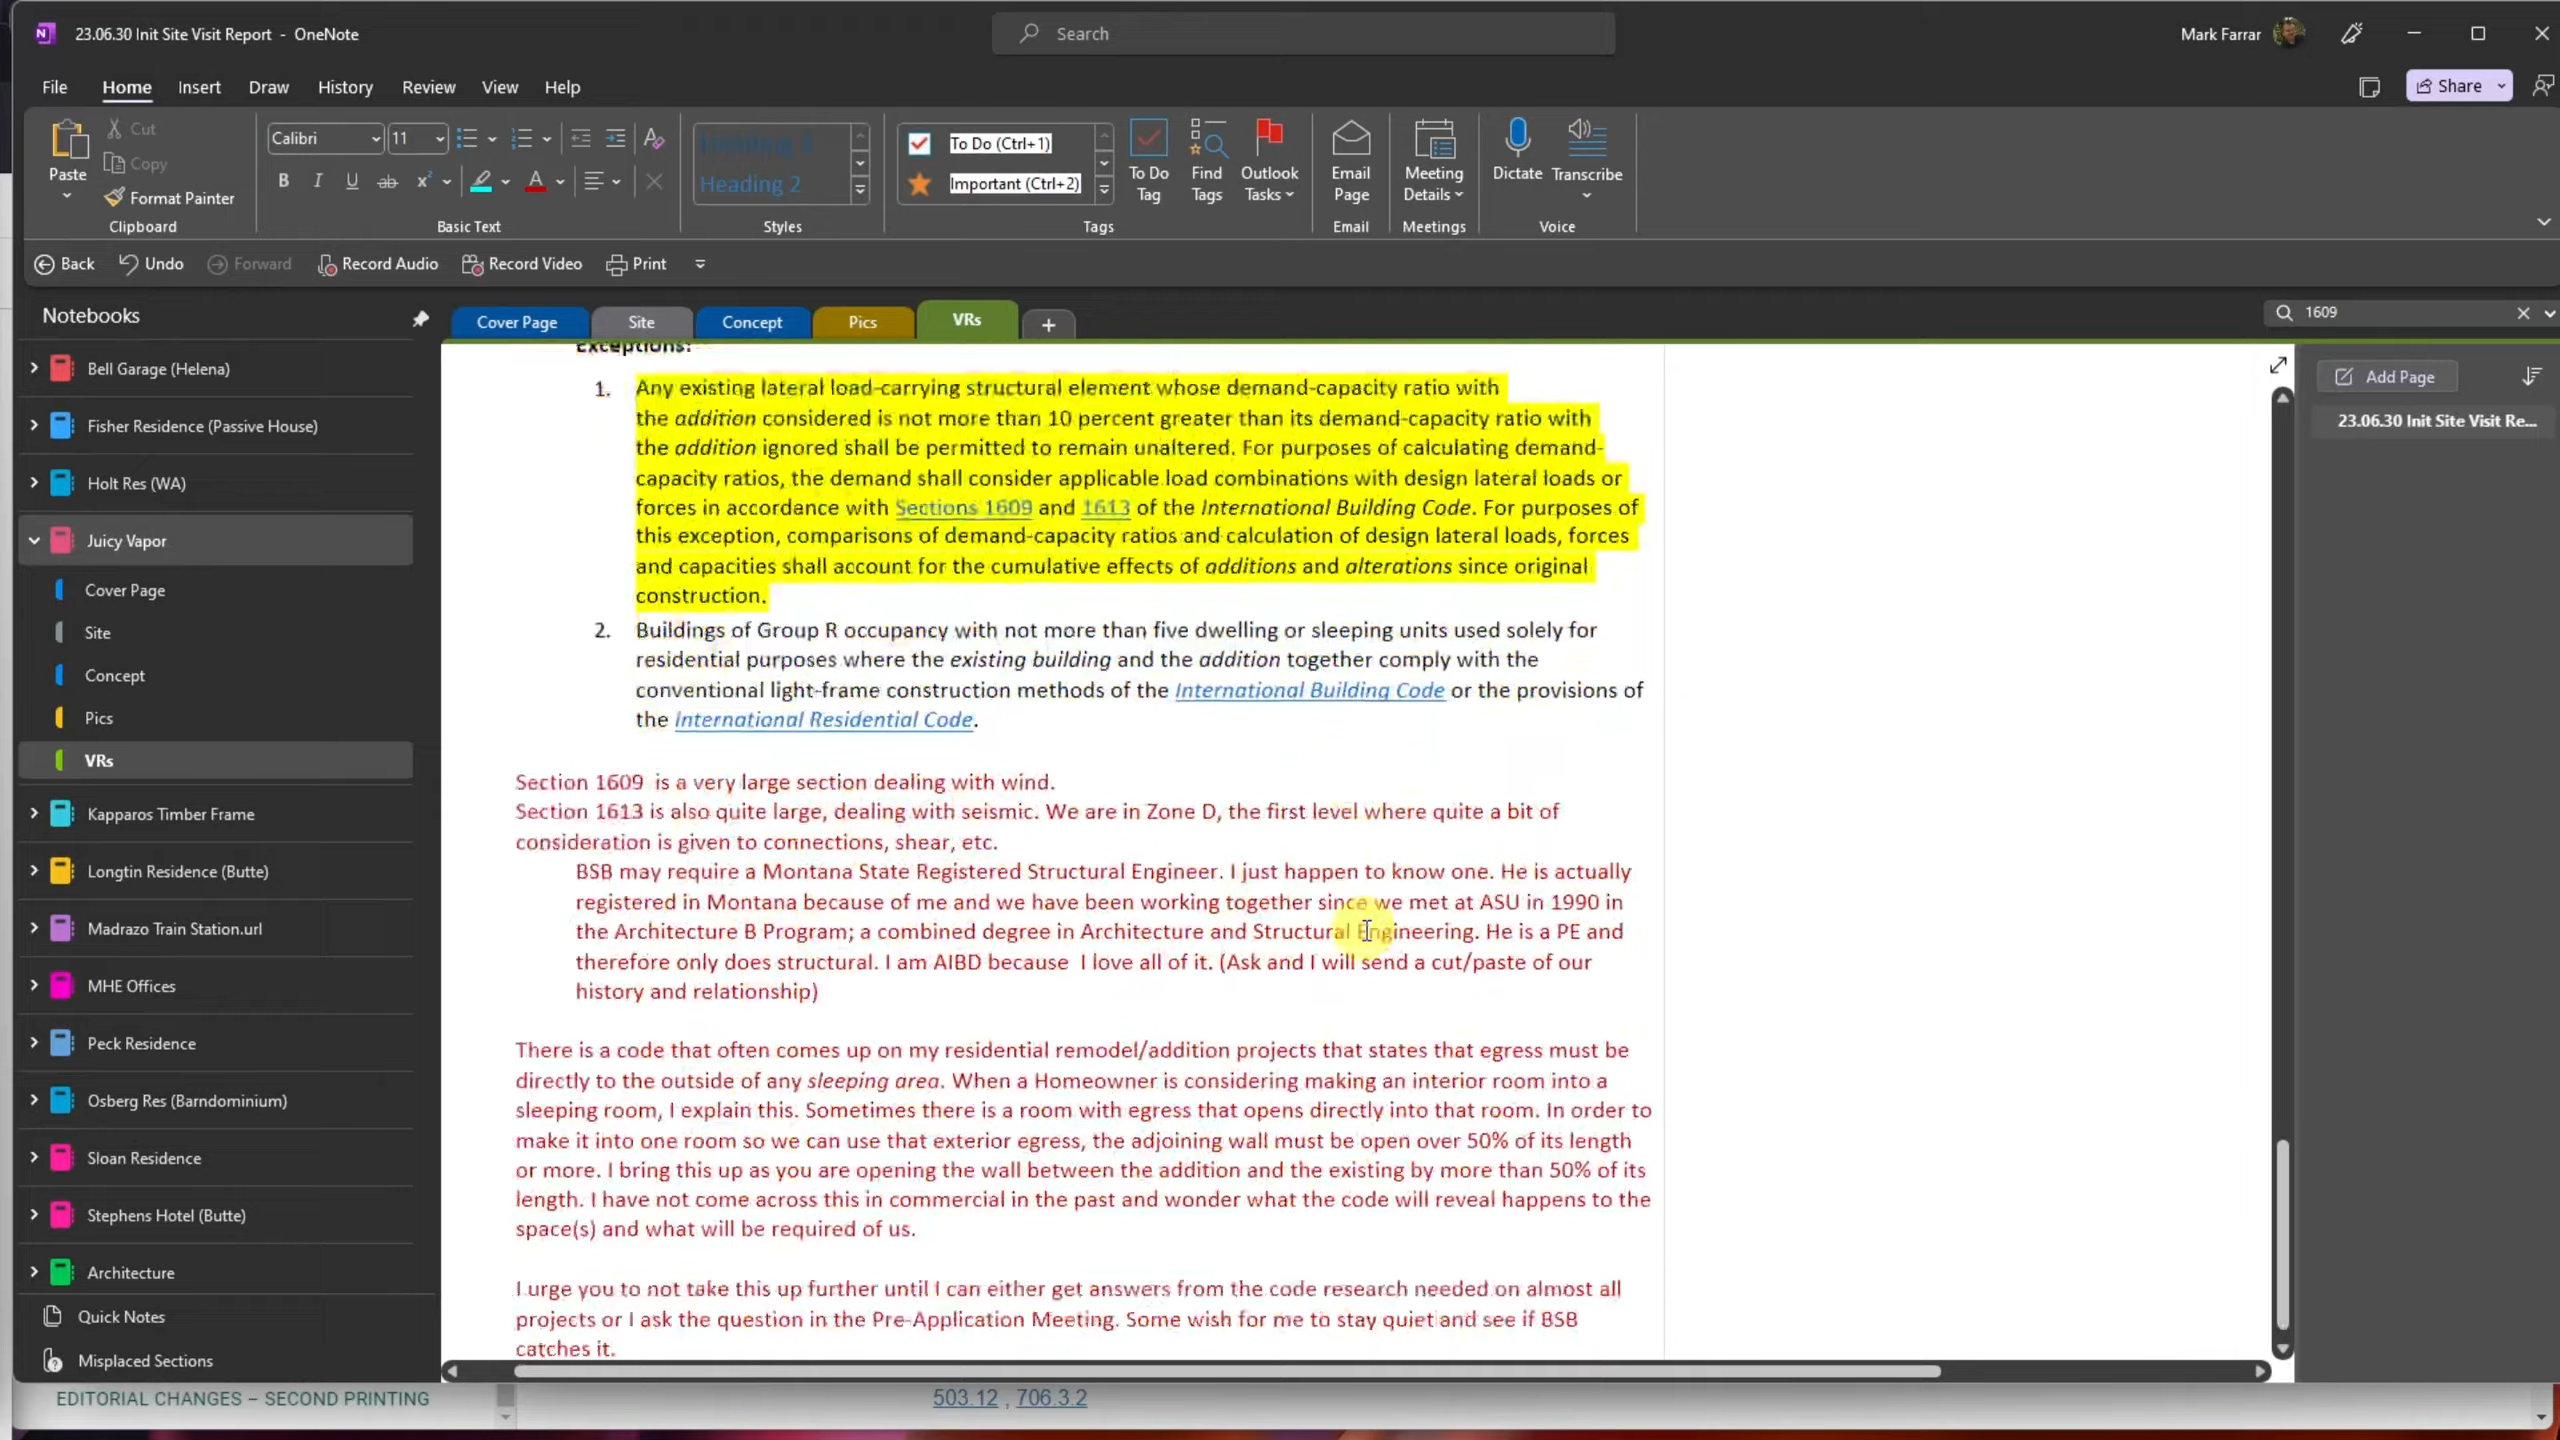 23.06.30 Init Site Visit Report - OneNote
Search
Mark Farrar
File Home Insert Draw History Review View Help
Share
Paste
Cut
Copy
Format Painter
Clipboard
Calibri 11
B I U ab x²
Basic Text
Heading 1
Heading 2
Styles
To Do (Ctrl+1)
Important (Ctrl+2)
To Do Tag
Find Tags
Outlook Tasks
Tags
Email Page
Email
Meeting Details
Meetings
Dictate
Transcribe
Voice
Back Undo Forward Record Audio Record Video Print
Notebooks
Cover Page Site Concept Pics VRs +
1609
Add Page
23.06.30 Init Site Visit Re...
Bell Garage (Helena)
Fisher Residence (Passive House)
Holt Res (WA)
Juicy Vapor
Cover Page
Site
Concept
Pics
VRs
Kapparos Timber Frame
Longtin Residence (Butte)
Madrazo Train Station.url
MHE Offices
Peck Residence
Osberg Res (Barndominium)
Sloan Residence
Stephens Hotel (Butte)
Architecture
Quick Notes
Misplaced Sections
Exceptions:
1. Any existing lateral load-carrying structural element whose demand-capacity ratio with
the addition considered is not more than 10 percent greater than its demand-capacity ratio with
the addition ignored shall be permitted to remain unaltered. For purposes of calculating demand-
capacity ratios, the demand shall consider applicable load combinations with design lateral loads or
forces in accordance with Sections 1609 and 1613 of the International Building Code. For purposes of
this exception, comparisons of demand-capacity ratios and calculation of design lateral loads, forces
and capacities shall account for the cumulative effects of additions and alterations since original
construction.
2. Buildings of Group R occupancy with not more than five dwelling or sleeping units used solely for
residential purposes where the existing building and the addition together comply with the
conventional light-frame construction methods of the International Building Code or the provisions of
the International Residential Code.
Section 1609 is a very large section dealing with wind.
Section 1613 is also quite large, dealing with seismic. We are in Zone D, the first level where quite a bit of
consideration is given to connections, shear, etc.
BSB may require a Montana State Registered Structural Engineer. I just happen to know one. He is actually
registered in Montana because of me and we have been working together since we met at ASU in 1990 in
the Architecture B Program; a combined degree in Architecture and Structural Engineering. He is a PE and
therefore only does structural. I am AIBD because I love all of it. (Ask and I will send a cut/paste of our
history and relationship)
There is a code that often comes up on my residential remodel/addition projects that states that egress must be
directly to the outside of any sleeping area. When a Homeowner is considering making an interior room into a
sleeping room, I explain this. Sometimes there is a room with egress that opens directly into that room. In order to
make it into one room so we can use that exterior egress, the adjoining wall must be open over 50% of its length
or more. I bring this up as you are opening the wall between the addition and the existing by more than 50% of its
length. I have not come across this in commercial in the past and wonder what the code will reveal happens to the
space(s) and what will be required of us.
I urge you to not take this up further until I can either get answers from the code research needed on almost all
projects or I ask the question in the Pre-Application Meeting. Some wish for me to stay quiet and see if BSB
catches it.
EDITORIAL CHANGES – SECOND PRINTING
503.12 , 706.3.2